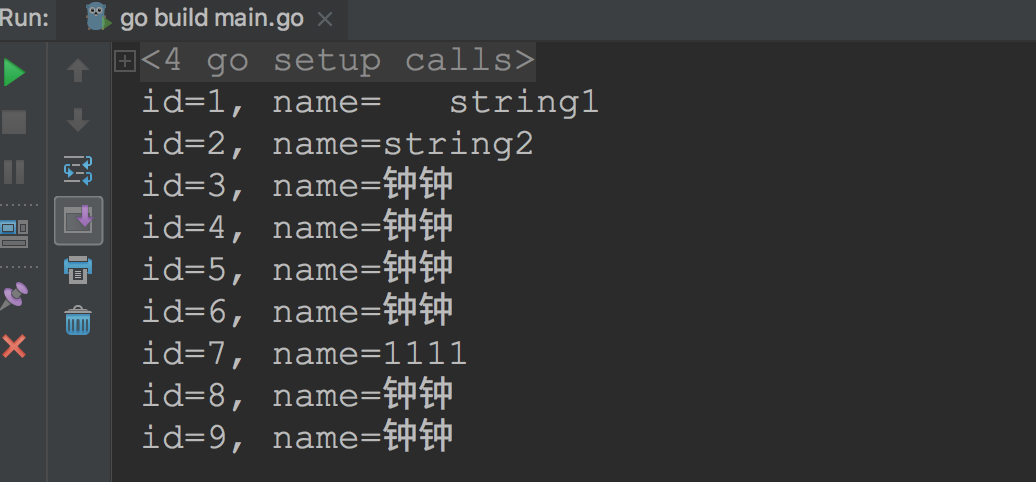 Run: go build main.go
<4 go setup calls>
id=1, name=   string1
id=2, name=string2
id=3, name=钟钟
id=4, name=钟钟
id=5, name=钟钟
id=6, name=钟钟
id=7, name=1111
id=8, name=钟钟
id=9, name=钟钟